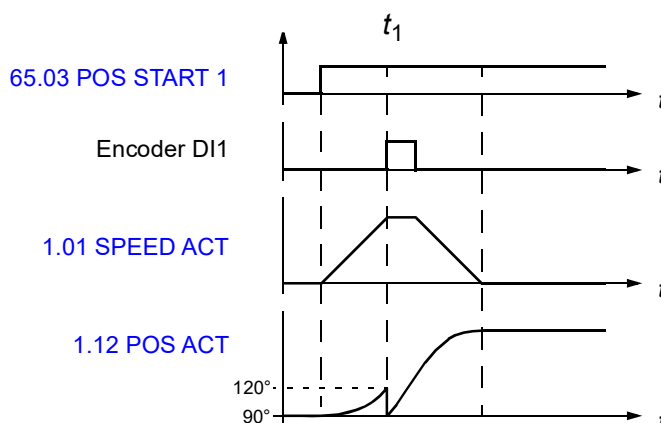 t1
65.03 POS START 1
t
Encoder DI1
t
1.01 SPEED ACT
t
1.12 POS ACT
120°
90°
t